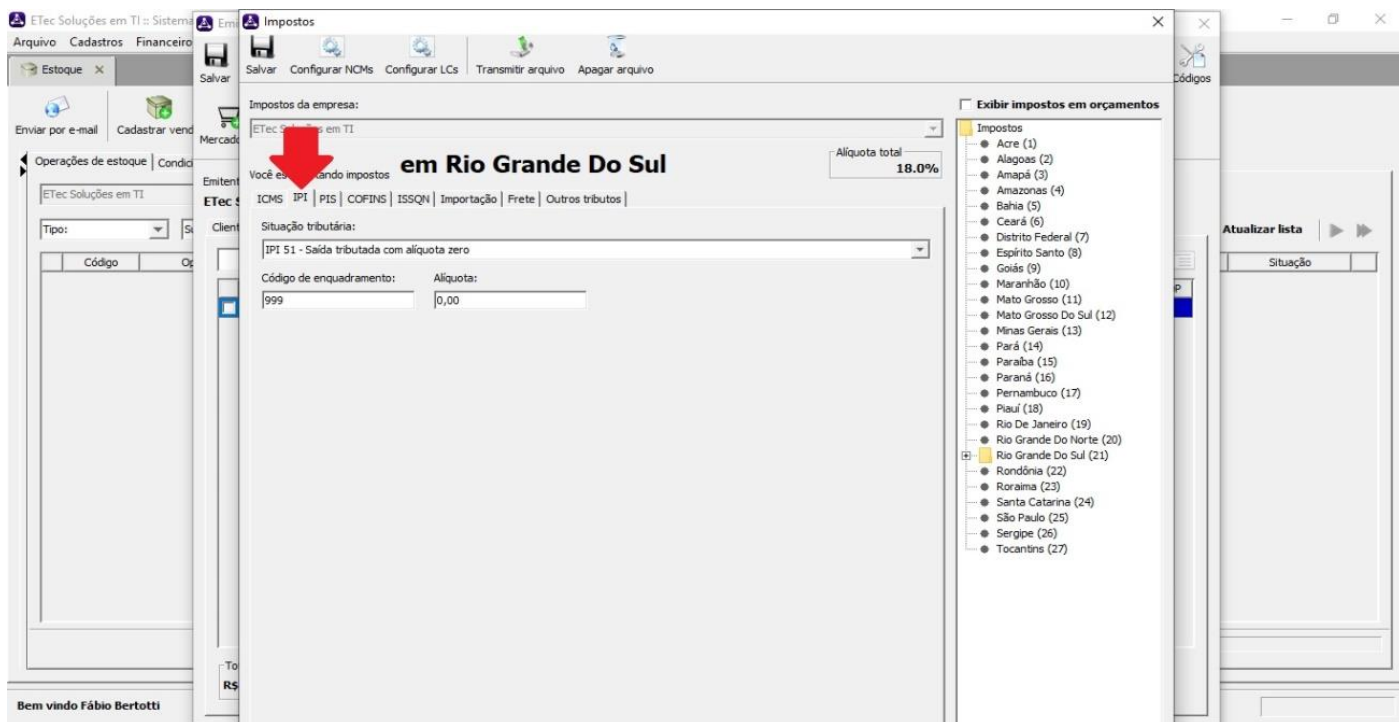 ETec Soluções em TI :: Sistema
Arquivo Cadastros Financeiro
Estoque
Enviar por e-mail
Operações de estoque
ETec Soluções em TI
Tipo:
Código
Bem vindo Fábio Bertotti
Salvar
ETec
R$
Impostos
Salvar Configurar NCMs Configurar LCs Transmitir arquivo Apagar arquivo
Impostos da empresa:
em TI
Você impostos em Rio Grande Do Sul
Alíquota total
18.0%
ICMS IPI PIS COFINS ISSQN Importação Frete Outros tributos
Situação tributária:
IPI 51 - Saída tributada com alíquota zero
Código de enquadramento: Alíquota:
999 0,00
Exibir impostos em orçamentos
Impostos
Acre (1)
Alagoas (2)
Amapá (3)
Amazonas (4)
Bahia (5)
Ceará (6)
Distrito Federal (7)
Espírito Santo (8)
Goiás (9)
Maranhão (10)
Mato Grosso (11)
Mato Grosso Do Sul (12)
Minas Gerais (13)
Pará (14)
Paraíba (15)
Paraná (16)
Pernambuco (17)
Piauí (18)
Rio De Janeiro (19)
Rio Grande Do Norte (20)
Rio Grande Do Sul (21)
Rondônia (22)
Roraima (23)
Santa Catarina (24)
São Paulo (25)
Sergipe (26)
Tocantins (27)
Atualizar lista
Situação